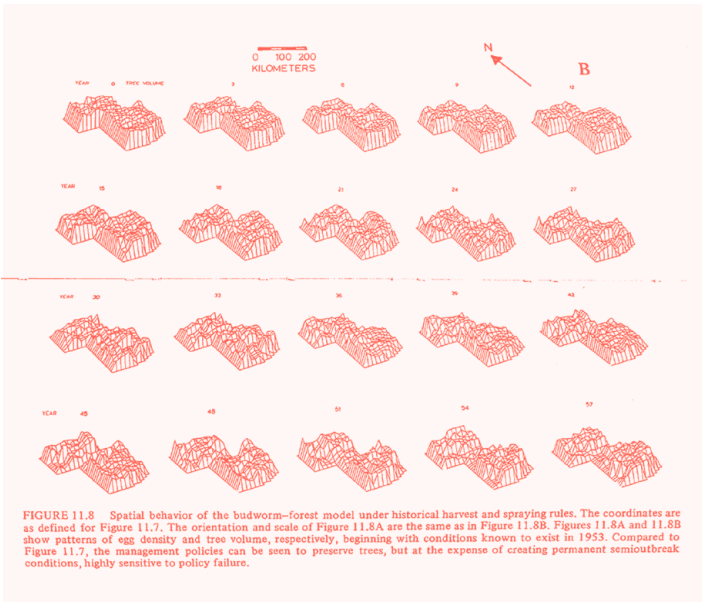 0 100 200
KILOMETERS
N
B
YEAR 0 TREE VOLUME 3 6 9 12
YEAR 15 18 21 24 27
YEAR 30 33 36 39 42
YEAR 45 48 51 54 57
FIGURE 11.8 Spatial behavior of the budworm–forest model under historical harvest and spraying rules. The coordinates are
as defined for Figure 11.7. The orientation and scale of Figure 11.8A are the same as in Figure 11.8B. Figures 11.8A and 11.8B
show patterns of egg density and tree volume, respectively, beginning with conditions known to exist in 1953. Compared to
Figure 11.7, the management policies can be seen to preserve trees, but at the expense of creating permanent semioutbreak
conditions, highly sensitive to policy failure.